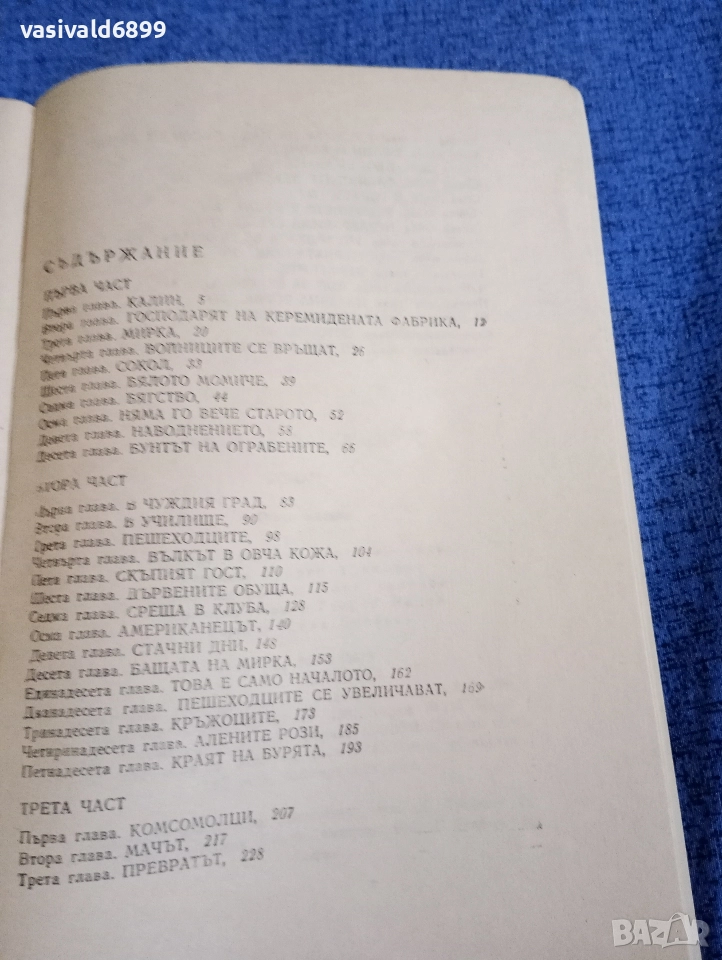 vasivald6899
СЪДЪРЖАНИЕ
ПЪРВА ЧАСТ
Първа глава. КАЛИН, 5
Втора глава. ГОСПОДАРЯТ НА КЕРЕМИДЕНАТА ФАБРИКА, 12
Трета глава. МИРКА, 20
Четвърта глава. ВОЙНИЦИТЕ СЕ ВРЪЩАТ, 26
Пета глава. СОКОЛ, 33
Шеста глава. БЯЛОТО МОМИЧЕ, 39
Седма глава. БЯГСТВО, 44
Осма глава. НЯМА ГО ВЕЧЕ СТАРОТО, 52
Девета глава. НАВОДНЕНИЕТО, 58
Десета глава. БУНТЪТ НА ОГРАБЕНИТЕ, 65
ВТОРА ЧАСТ
Първа глава. В ЧУЖДИЯ ГРАД, 83
Втора глава. В УЧИЛИЩЕ, 90
Трета глава. ПЕШЕХОДЦИТЕ, 98
Четвърта глава. ВЪЛКЪТ В ОВЧА КОЖА, 104
Пета глава. СКЪПИЯТ ГОСТ, 110
Шеста глава. ДЪРВЕНИТЕ ОБУЩА, 115
Седма глава. СРЕЩА В КЛУБА, 128
Осма глава. АМЕРИКАНЕЦЪТ, 140
Девета глава. СТАЧНИ ДНИ, 148
Десета глава. БАЩАТА НА МИРКА, 153
Единадесета глава. ТОВА Е САМО НАЧАЛОТО, 162
Дванадесета глава. ПЕШЕХОДЦИТЕ СЕ УВЕЛИЧАВАТ, 169
Тринадесета глава. КРЪЖОЦИТЕ, 173
Четиринадесета глава. АЛЕНИТЕ РОЗИ, 185
Петнадесета глава. КРАЯТ НА БУРЯТА, 193
ТРЕТА ЧАСТ
Първа глава. КОМСОМОЛЦИ, 207
Втора глава. МАЧЪТ, 217
Трета глава. ПРЕВРАТЪТ, 228
BAZAR